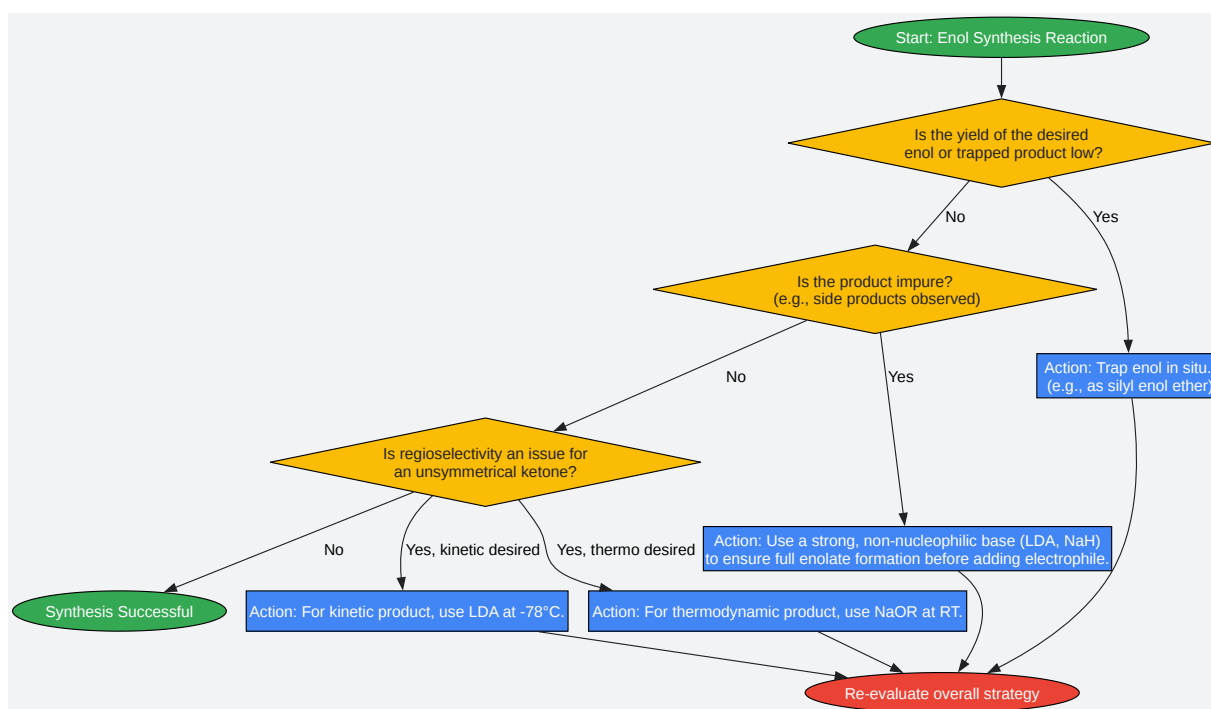 Start: Enol Synthesis Reaction
Is the yield of the desired
enol or trapped product low?
No
Yes
Is the product impure?
(e.g., side products observed)
Action: Trap enol in situ.
(e.g., as silyl enol ether)
No
Yes
Is regioselectivity an issue for
an unsymmetrical ketone?
No
Yes, kinetic desired
Yes, thermo desired
Action: Use a strong, non-nucleophilic base (LDA, NaH)
to ensure full enolate formation before adding electrophile.
Synthesis Successful
Action: For kinetic product, use LDA at -78°C.
Action: For thermodynamic product, use NaOR at RT.
Re-evaluate overall strategy